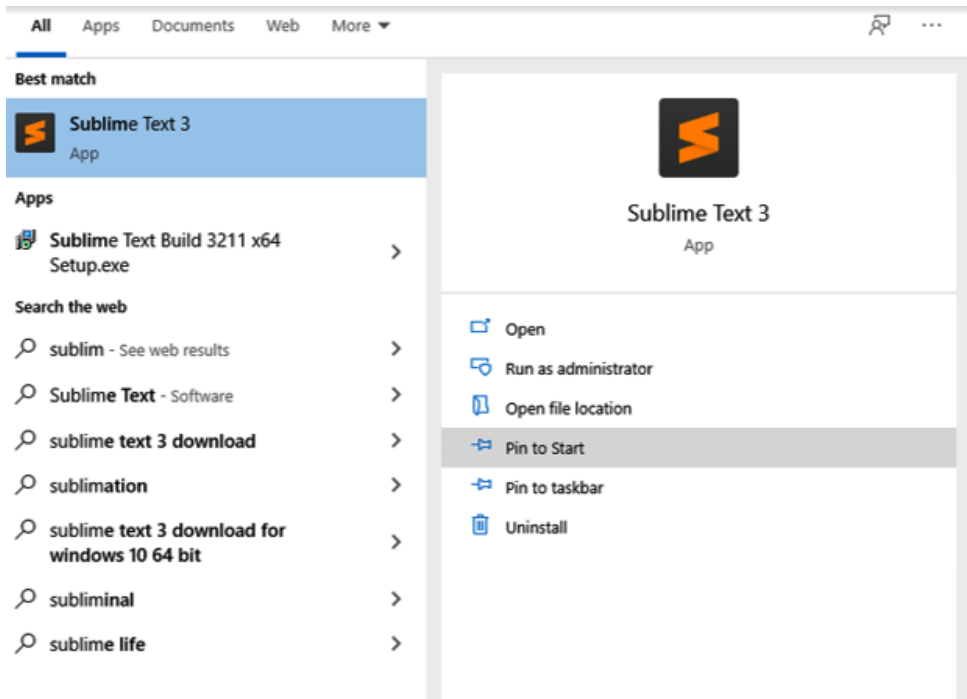 All Apps Documents Web More
Best match
Sublime Text 3
App
Apps
Sublime Text Build 3211 x64
Setup.exe
Search the web
sublim - See web results
Sublime Text - Software
sublime text 3 download
sublimation
sublime text 3 download for
windows 10 64 bit
subliminal
sublime life
Sublime Text 3
App
Open
Run as administrator
Open file location
Pin to Start
Pin to taskbar
Uninstall